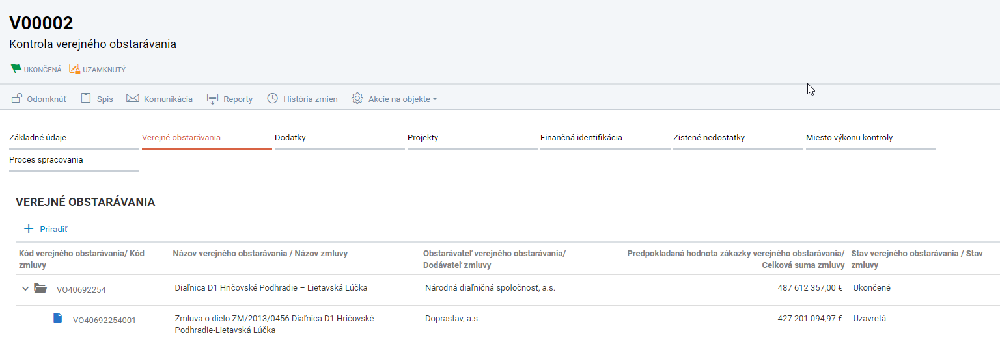 V00002
Kontrola verejného obstarávania
UKONČENÁ UZAMKNUTÝ
Odomknúť Spis Komunikácia Reporty História zmien Akcie na objekte
Základné údaje Verejné obstarávania Dodatky Projekty Finančná identifikácia Zistené nedostatky Miesto výkonu kontroly
Proces spracovania
VEREJNÉ OBSTARÁVANIA
Priradiť
Kód verejného obstarávania/ Kód zmluvy
Názov verejného obstarávania / Názov zmluvy
Obstarávateľ verejného obstarávania/
Dodávateľ zmluvy
Predpokladaná hodnota zákazky verejného obstarávania/
Celková suma zmluvy
Stav verejného obstarávania / Stav
zmluvy
VO40692254 Diaľnica D1 Hričovské Podhradie – Lietavská Lúčka Národná diaľničná spoločnosť, a.s. 487 612 357,00 € Ukončené
VO40692254001 Zmluva o dielo ZM/2013/0456 Diaľnica D1 Hričovské Doprastav, a.s. 427 201 094,97 € Uzavretá
Podhradie-Lietavská Lúčka